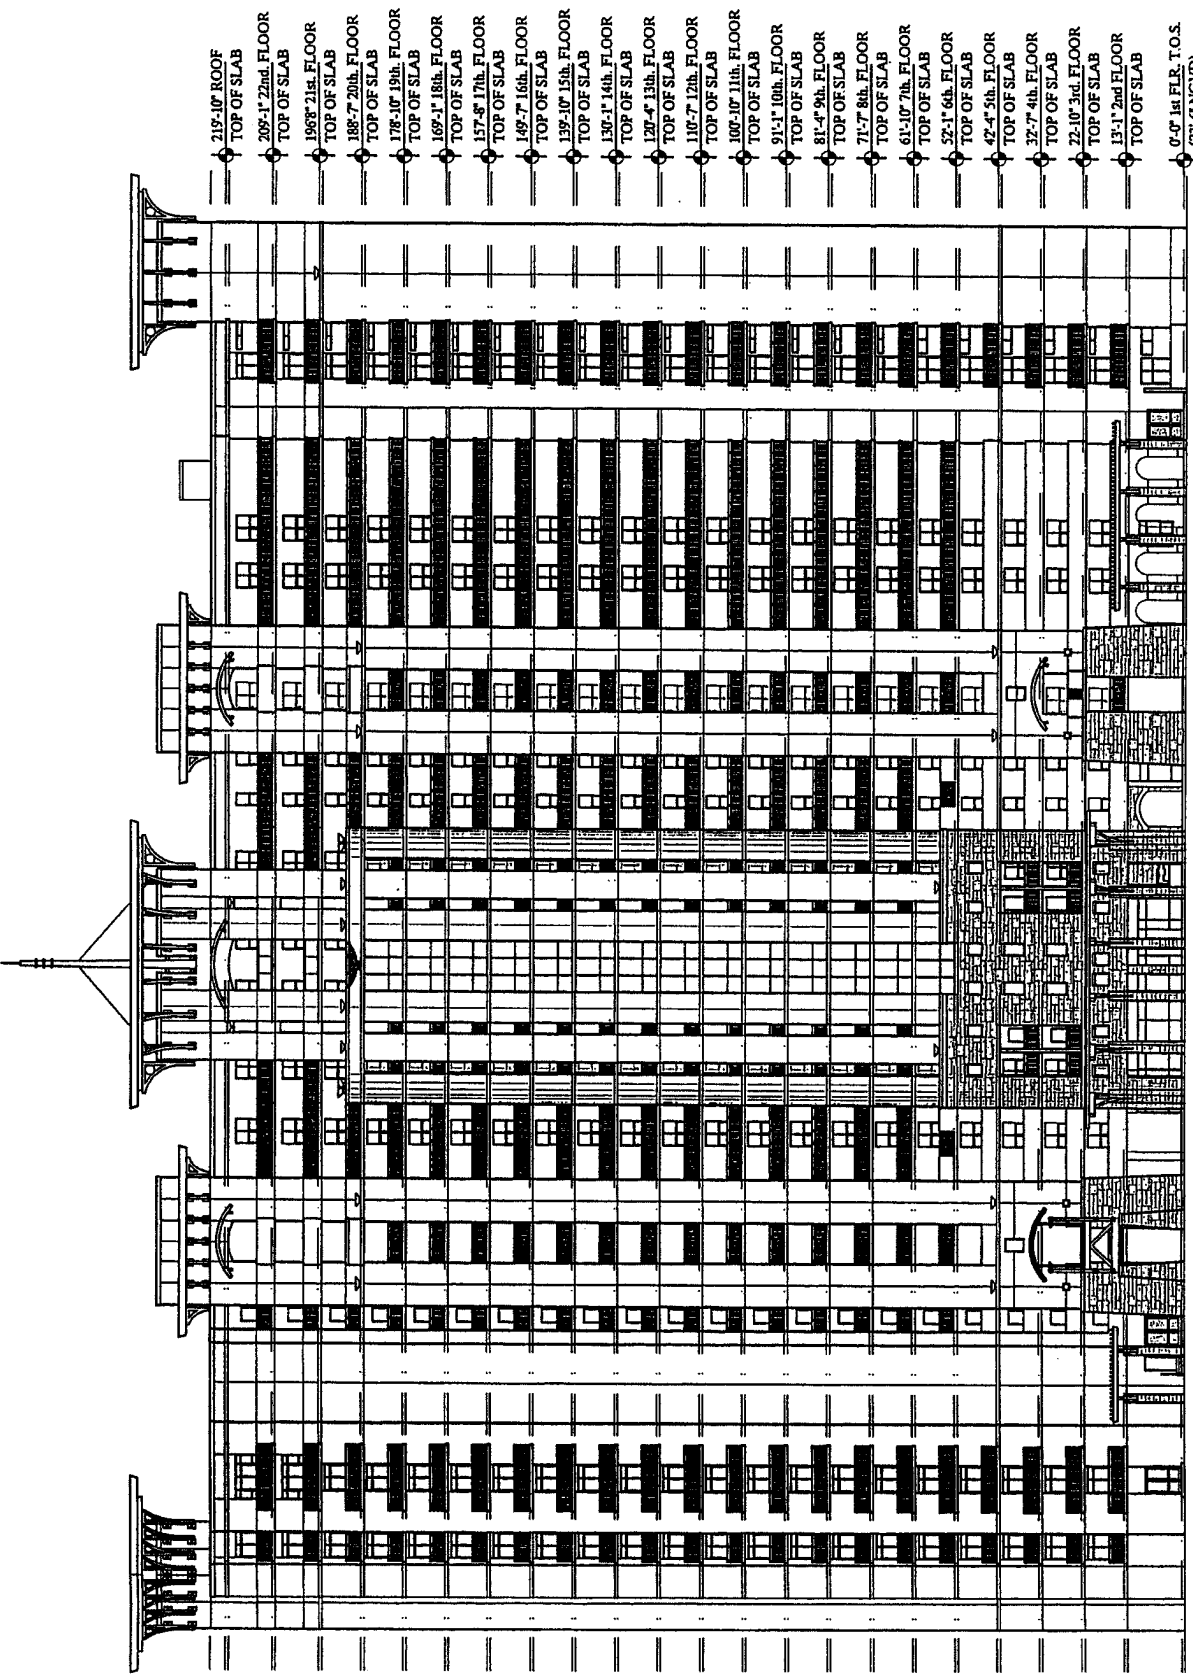 219'-10" ROOF
TOP OF SLAB
209'-1" 22nd. FLOOR
TOP OF SLAB
196'8" 21st. FLOOR
TOP OF SLAB
188'-7" 20th. FLOOR
TOP OF SLAB
178'-10" 19th. FLOOR
TOP OF SLAB
169'-1" 18th. FLOOR
TOP OF SLAB
157'-8" 17th. FLOOR
TOP OF SLAB
149'-7" 16th. FLOOR
TOP OF SLAB
139'-10" 15th. FLOOR
TOP OF SLAB
130'-1" 14th. FLOOR
TOP OF SLAB
120'-4" 13th. FLOOR
TOP OF SLAB
110'-7" 12th. FLOOR
TOP OF SLAB
100'-10" 11th. FLOOR
TOP OF SLAB
91'-1" 10th. FLOOR
TOP OF SLAB
81'-4" 9th. FLOOR
TOP OF SLAB
71'-7" 8th. FLOOR
TOP OF SLAB
61'-10" 7th. FLOOR
TOP OF SLAB
52'-1" 6th. FLOOR
TOP OF SLAB
42'-4" 5th. FLOOR
TOP OF SLAB
32'-7" 4th. FLOOR
TOP OF SLAB
22'-10" 3rd. FLOOR
TOP OF SLAB
13'-1" 2nd FLOOR
TOP OF SLAB
0'-0" 1st FLR. T.O.S.